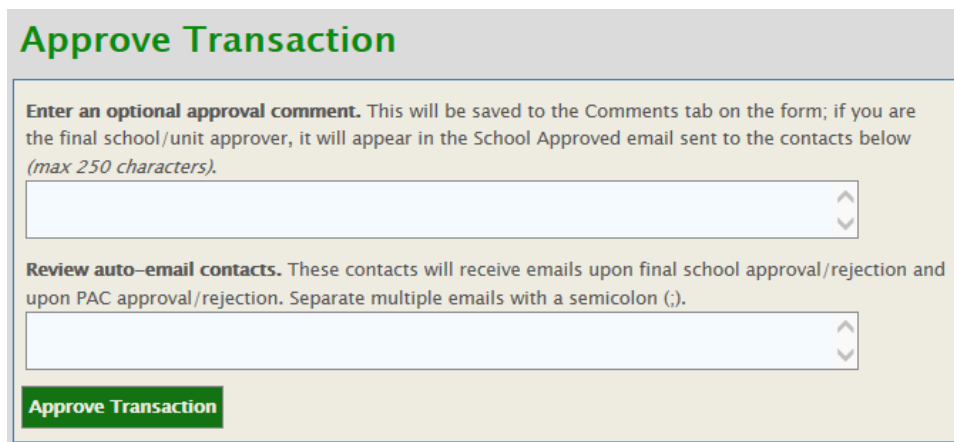 Approve Transaction
Enter an optional approval comment. This will be saved to the Comments tab on the form; if you are
the final school/unit approver, it will appear in the School Approved email sent to the contacts below
(max 250 characters).
Review auto-email contacts. These contacts will receive emails upon final school approval/rejection and
upon PAC approval/rejection. Separate multiple emails with a semicolon (;).
Approve Transaction